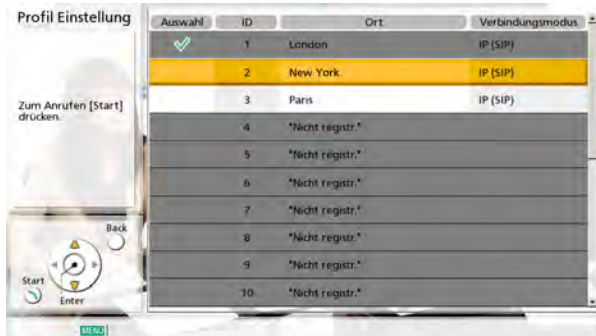 Profil Einstellung
Auswahl ID Ort Verbindungsmodus
1 London IP (SIP)
2 New York IP (SIP)
3 Paris IP (SIP)
4 "Nicht registr."
5 "Nicht registr."
6 "Nicht registr."
7 "Nicht registr."
8 "Nicht registr."
9 "Nicht registr."
10 "Nicht registr."
Zum Anrufen [Start]
drücken.
Back
Start
Enter
MENU